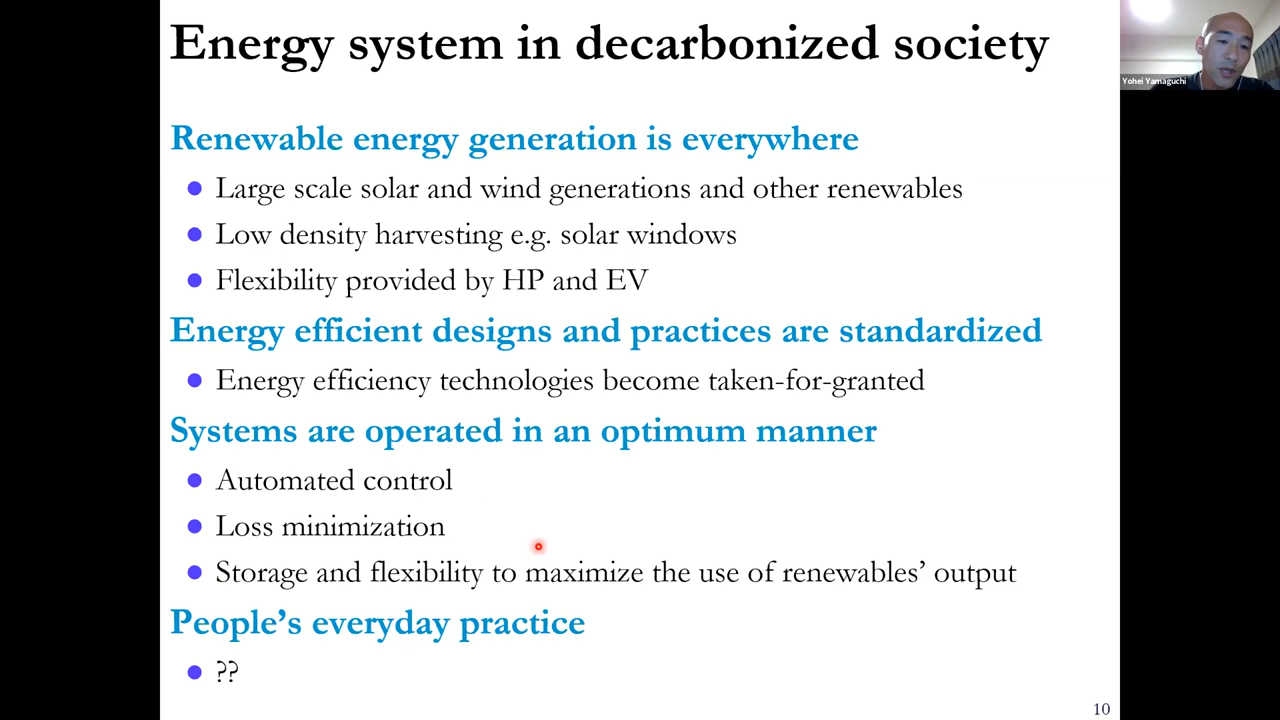 Energy system in decarbonized society
Yohei Yamaguchi
Renewable energy generation is everywhere
Large scale solar and wind generations and other renewables
Low density harvesting e.g. solar windows
Flexibility provided by HP and EV
Energy efficient designs and practices are standardized
Energy efficiency technologies become taken-for-granted
Systems are operated in an optimum manner
Automated control
Loss minimization
Storage and flexibility to maximize the use of renewables’ output
People’s everyday practice
??
10